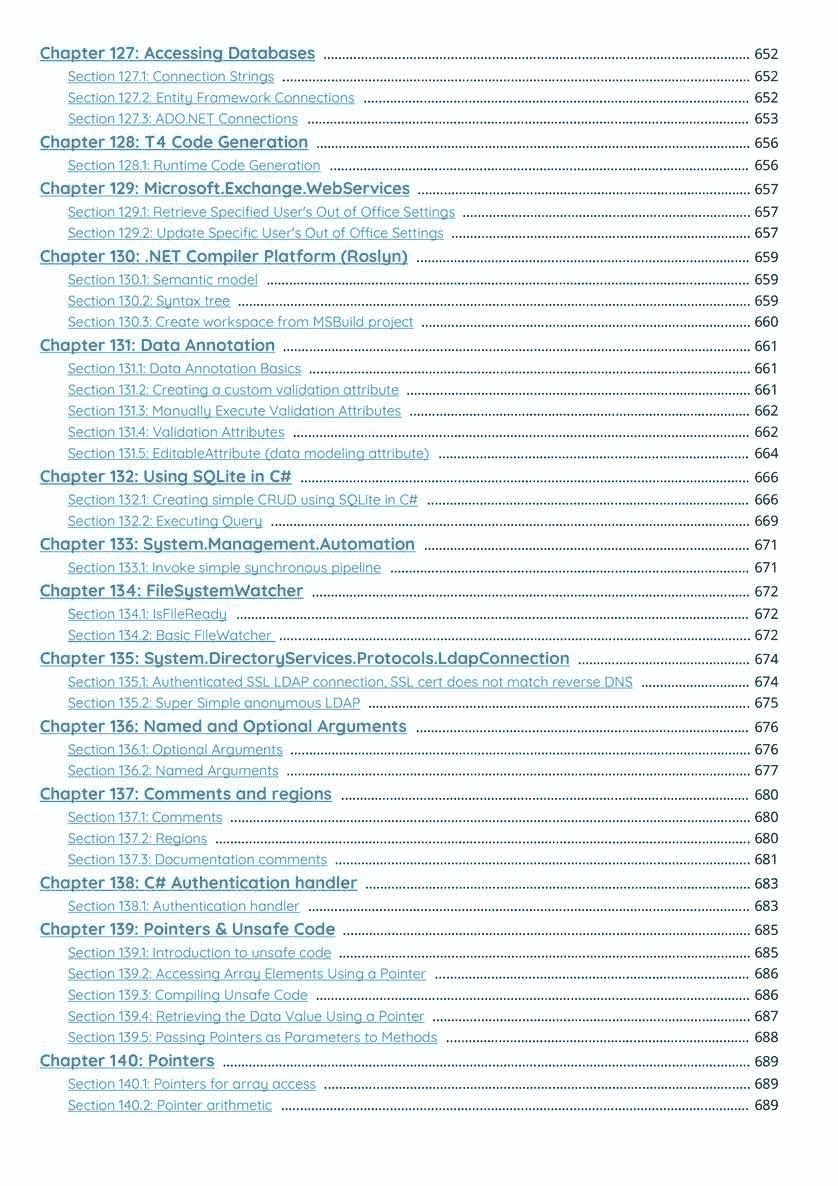 Chapter 127: Accessing Databases ........ 652
Section 127.1: Connection Strings ........ 652
Section 127.2: Entity Framework Connections ........ 652
Section 127.3: ADO.NET Connections ........ 653
Chapter 128: T4 Code Generation ........ 656
Section 128.1: Runtime Code Generation ........ 656
Chapter 129: Microsoft.Exchange.WebServices ........ 657
Section 129.1: Retrieve Specified User's Out of Office Settings ........ 657
Section 129.2: Update Specific User's Out of Office Settings ........ 657
Chapter 130: .NET Compiler Platform (Roslyn) ........ 659
Section 130.1: Semantic model ........ 659
Section 130.2: Syntax tree ........ 659
Section 130.3: Create workspace from MSBuild project ........ 660
Chapter 131: Data Annotation ........ 661
Section 131.1: Data Annotation Basics ........ 661
Section 131.2: Creating a custom validation attribute ........ 661
Section 131.3: Manually Execute Validation Attributes ........ 662
Section 131.4: Validation Attributes ........ 662
Section 131.5: EditableAttribute (data modeling attribute) ........ 664
Chapter 132: Using SQLite in C# ........ 666
Section 132.1: Creating simple CRUD using SQLite in C# ........ 666
Section 132.2: Executing Query ........ 669
Chapter 133: System.Management.Automation ........ 671
Section 133.1: Invoke simple synchronous pipeline ........ 671
Chapter 134: FileSystemWatcher ........ 672
Section 134.1: IsFileReady ........ 672
Section 134.2: Basic FileWatcher ........ 672
Chapter 135: System.DirectoryServices.Protocols.LdapConnection ........ 674
Section 135.1: Authenticated SSL LDAP connection, SSL cert does not match reverse DNS ........ 674
Section 135.2: Super Simple anonymous LDAP ........ 675
Chapter 136: Named and Optional Arguments ........ 676
Section 136.1: Optional Arguments ........ 676
Section 136.2: Named Arguments ........ 677
Chapter 137: Comments and regions ........ 680
Section 137.1: Comments ........ 680
Section 137.2: Regions ........ 680
Section 137.3: Documentation comments ........ 681
Chapter 138: C# Authentication handler ........ 683
Section 138.1: Authentication handler ........ 683
Chapter 139: Pointers & Unsafe Code ........ 685
Section 139.1: Introduction to unsafe code ........ 685
Section 139.2: Accessing Array Elements Using a Pointer ........ 686
Section 139.3: Compiling Unsafe Code ........ 686
Section 139.4: Retrieving the Data Value Using a Pointer ........ 687
Section 139.5: Passing Pointers as Parameters to Methods ........ 688
Chapter 140: Pointers ........ 689
Section 140.1: Pointers for array access ........ 689
Section 140.2: Pointer arithmetic ........ 689